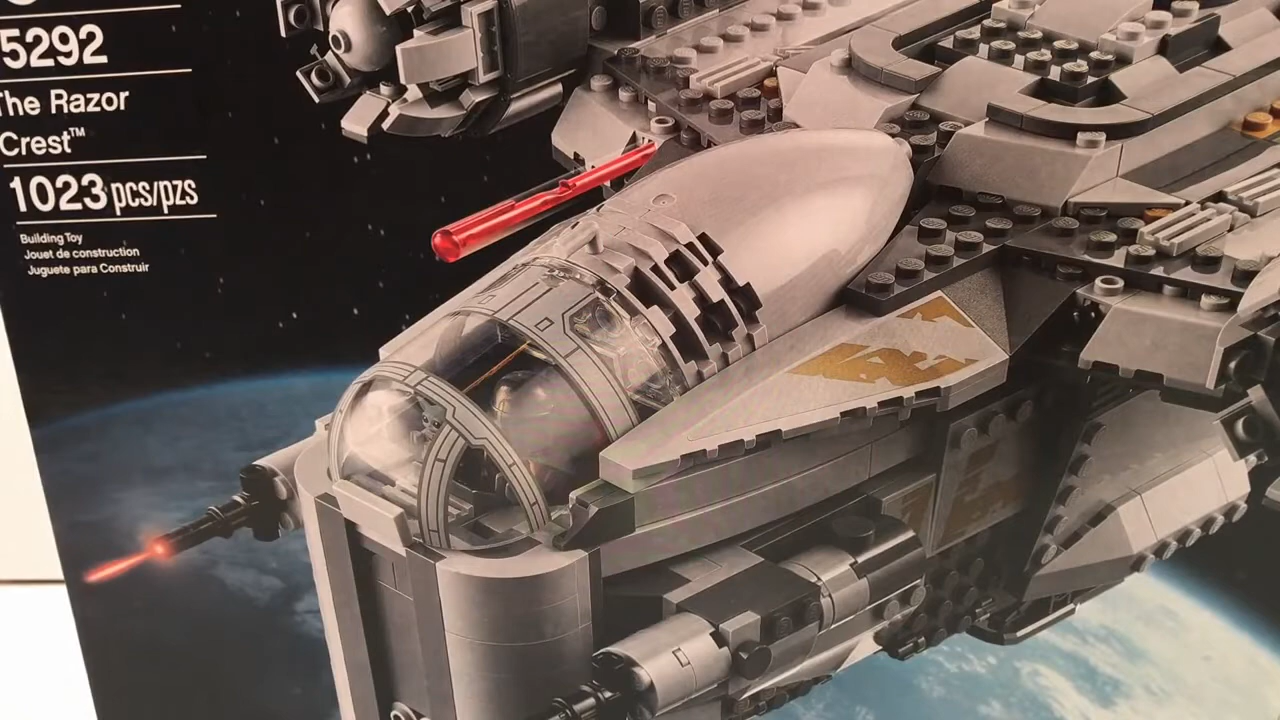 5292
The Razor
Crest™
1023 pcs/pzs
Building Toy
Jouet de construction
Juguete para Construir